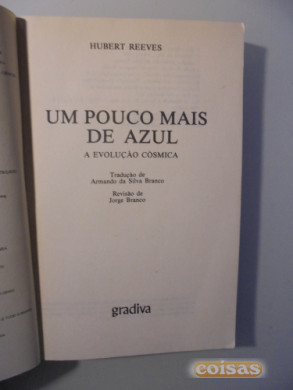 HUBERT REEVES
UM POUCO MAIS
DE AZUL
A EVOLUÇÃO CÓSMICA
Tradução de
Armando da Silva Branco
Revisão de
Jorge Branco
gradiva
coisas